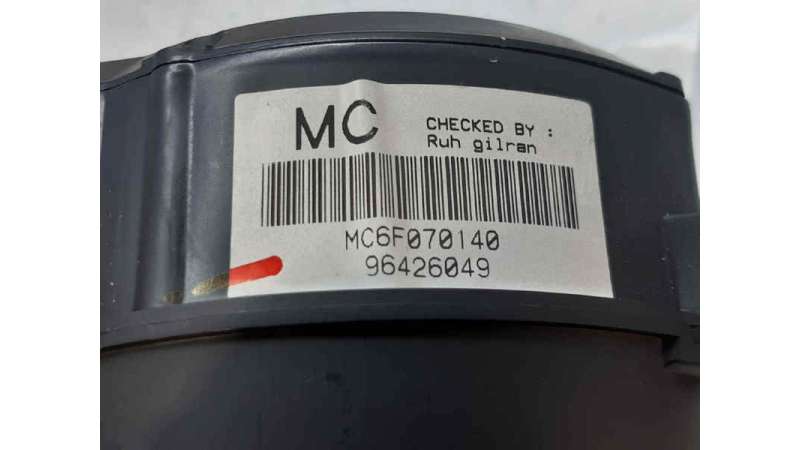 MC
CHECKED BY :
Ruh gilran
MC6F070140
96426049